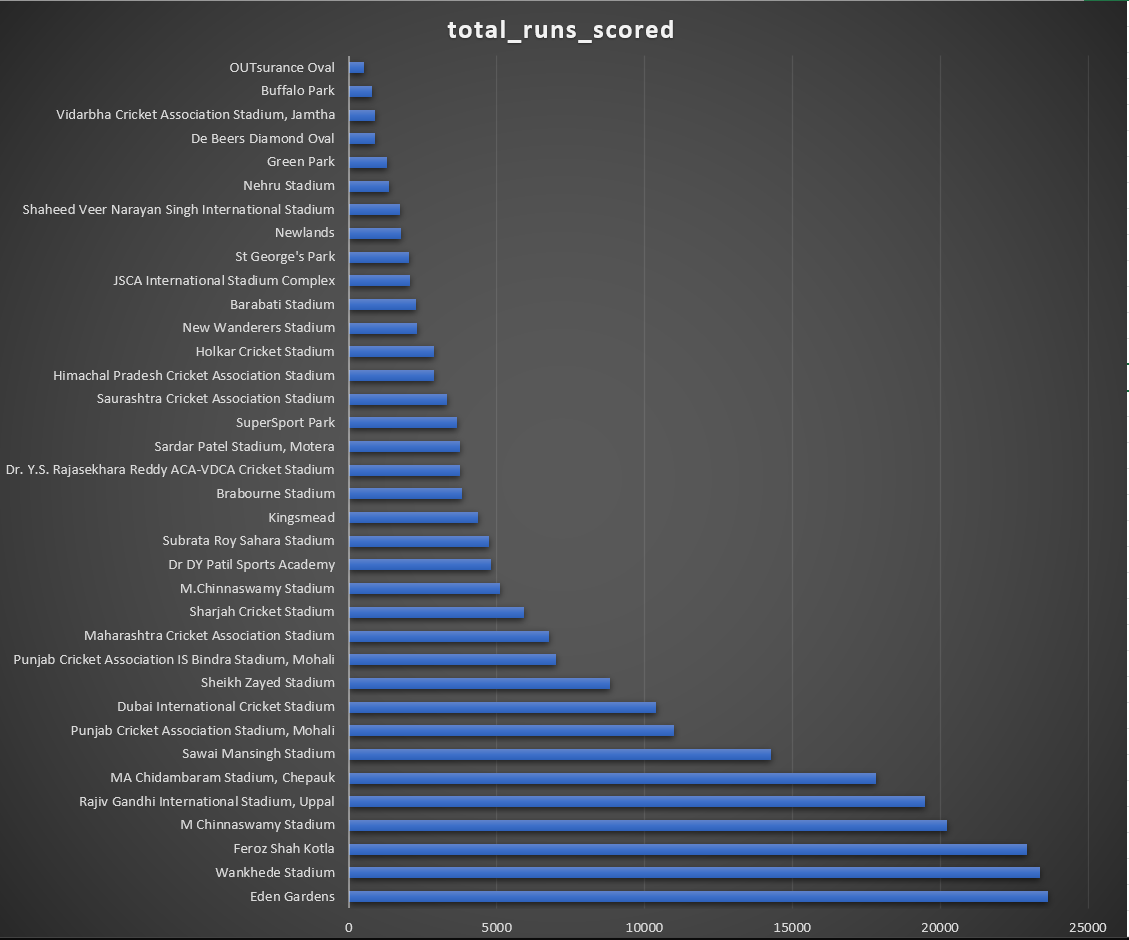 total_runs_scored
OUTsurance Oval
Buffalo Park
Vidarbha Cricket Association Stadium, Jamtha
De Beers Diamond Oval
Green Park
Nehru Stadium
Shaheed Veer Narayan Singh International Stadium
Newlands
St George's Park
JSCA International Stadium Complex
Barabati Stadium
New Wanderers Stadium
Holkar Cricket Stadium
Himachal Pradesh Cricket Association Stadium
Saurashtra Cricket Association Stadium
SuperSport Park
Sardar Patel Stadium, Motera
Dr. Y.S. Rajasekhara Reddy ACA-VDCA Cricket Stadium
Brabourne Stadium
Kingsmead
Subrata Roy Sahara Stadium
Dr DY Patil Sports Academy
M.Chinnaswamy Stadium
Sharjah Cricket Stadium
Maharashtra Cricket Association Stadium
Punjab Cricket Association IS Bindra Stadium, Mohali
Sheikh Zayed Stadium
Dubai International Cricket Stadium
Punjab Cricket Association Stadium, Mohali
Sawai Mansingh Stadium
MA Chidambaram Stadium, Chepauk
Rajiv Gandhi International Stadium, Uppal
M Chinnaswamy Stadium
Feroz Shah Kotla
Wankhede Stadium
Eden Gardens
0 5000 10000 15000 20000 25000